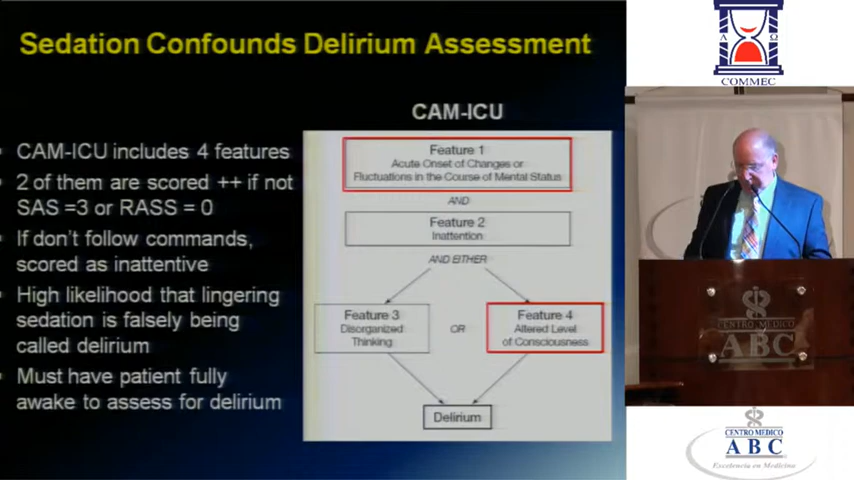 Sedation Confounds Delirium Assessment
CAM-ICU includes 4 features
2 of them are scored ++ if not
SAS =3 or RASS = 0
If don't follow commands,
scored as inattentive
High likelihood that lingering
sedation is falsely being
called delirium
Must have patient fully
awake to assess for delirium
CAM-ICU
Feature 1
Acute Onset of Changes or
Fluctuations in the Course of Mental Status
AND
Feature 2
Inattention
AND EITHER
Feature 3
Disorganized
Thinking
OR
Feature 4
Altered Level
of Consciousness
Delirium
Α Ω
COMMEC
CENTRO MEDICO
ABC
CENTRO MEDICO
ABC
Excelencia en Medicina